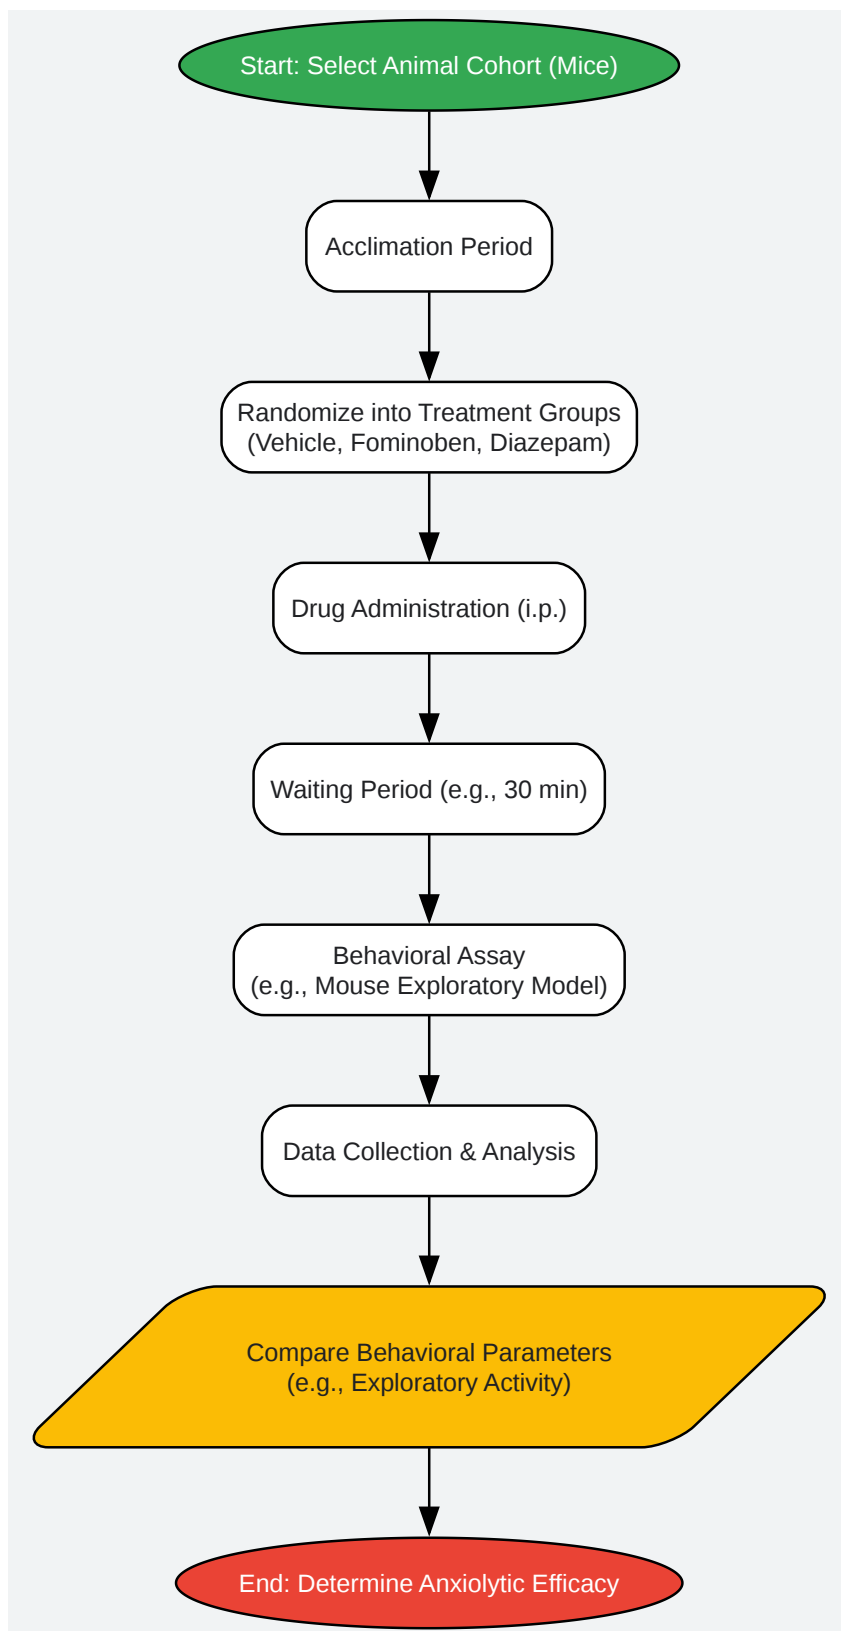 Start: Select Animal Cohort (Mice)
Acclimation Period
Randomize into Treatment Groups
(Vehicle, Fominoben, Diazepam)
Drug Administration (i.p.)
Waiting Period (e.g., 30 min)
Behavioral Assay
(e.g., Mouse Exploratory Model)
Data Collection & Analysis
Compare Behavioral Parameters
(e.g., Exploratory Activity)
End: Determine Anxiolytic Efficacy